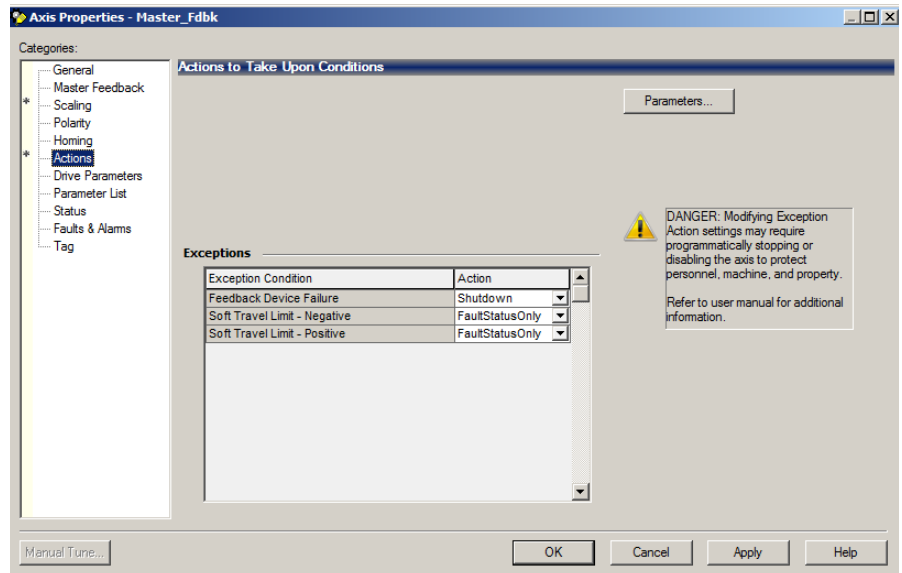 Axis Properties - Master_Fdbk
Categories:
General
Master Feedback
* Scaling
Polarity
Homing
* Actions
Drive Parameters
Parameter List
Status
Faults & Alarms
Tag
Actions to Take Upon Conditions
Parameters...
DANGER: Modifying Exception
Action settings may require
programmatically stopping or
disabling the axis to protect
personnel, machine, and property.
Refer to user manual for additional
information.
Exceptions
Exception Condition Action
Feedback Device Failure Shutdown
Soft Travel Limit - Negative FaultStatusOnly
Soft Travel Limit - Positive FaultStatusOnly
Manual Tune... OK Cancel Apply Help